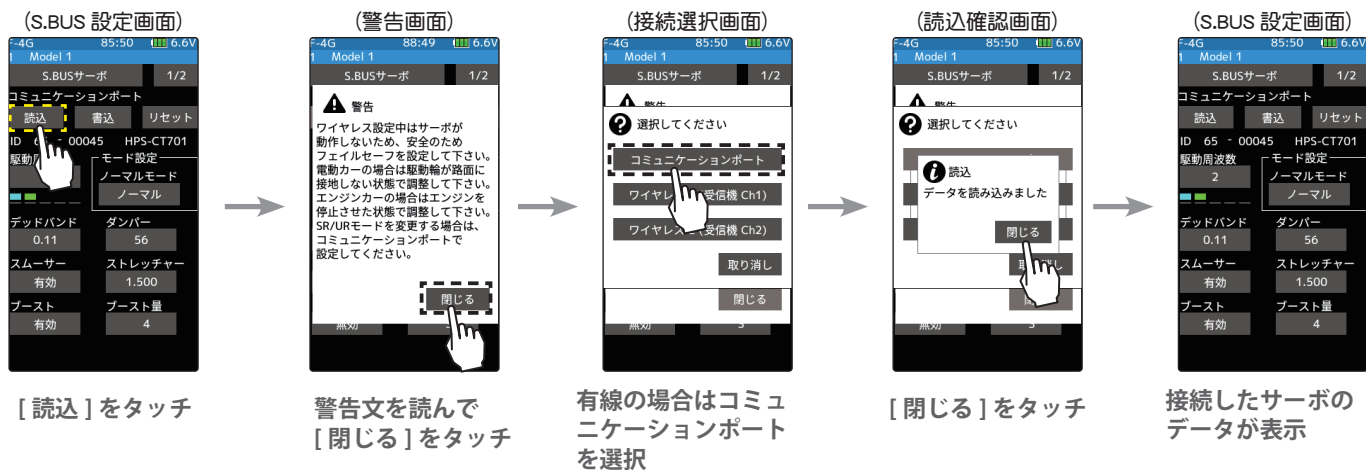 (S.BUS 設定画面)
F-4G 85:50 6.6V
1 Model 1
S.BUSサーボ 1/2
コミュニケーションポート
読込 書込 リセット
ID 65 - 00045 HPS-CT701
モード設定
ノーマルモード
ノーマル
デッドバンド ダンパー
0.11 56
スムーサー ストレッチャー
有効 1.500
ブースト ブースト量
有効 4
[ 読込 ] をタッチ
(警告画面)
F-4G 88:49 6.6V
1 Model 1
S.BUSサーボ 1/2
警告
ワイヤレス設定中はサーボが
動作しないため、安全のため
フェイルセーフを設定して下さい。
電動カーの場合は駆動輪が路面に
接地しない状態で調整して下さい。
エンジンカーの場合はエンジンを
停止させた状態で調整して下さい。
SR/URモードを変更する場合は、
コミュニケーションポートで
設定してください。
閉じる
無効 3
警告文を読んで
[ 閉じる ] をタッチ
(接続選択画面)
F-4G 85:50 6.6V
1 Model 1
S.BUSサーボ 1/2
警告
選択してください
コミュニケーションポート
ワイヤレス (受信機 Ch1)
ワイヤレス (受信機 Ch2)
取り消し
閉じる
無効 3
有線の場合はコミュ
ニケーションポート
を選択
(読込確認画面)
F-4G 85:50 6.6V
1 Model 1
S.BUSサーボ 1/2
警告
選択してください
読込
データを読み込みました
閉じる
無効 3
[ 閉じる ] をタッチ
(S.BUS 設定画面)
F-4G 85:50 6.6V
1 Model 1
S.BUSサーボ 1/2
コミュニケーションポート
読込 書込 リセット
ID 65 - 00045 HPS-CT701
駆動周波数 モード設定
2 ノーマルモード
ノーマル
デッドバンド ダンパー
0.11 56
スムーサー ストレッチャー
有効 1.500
ブースト ブースト量
有効 4
接続したサーボの
データが表示